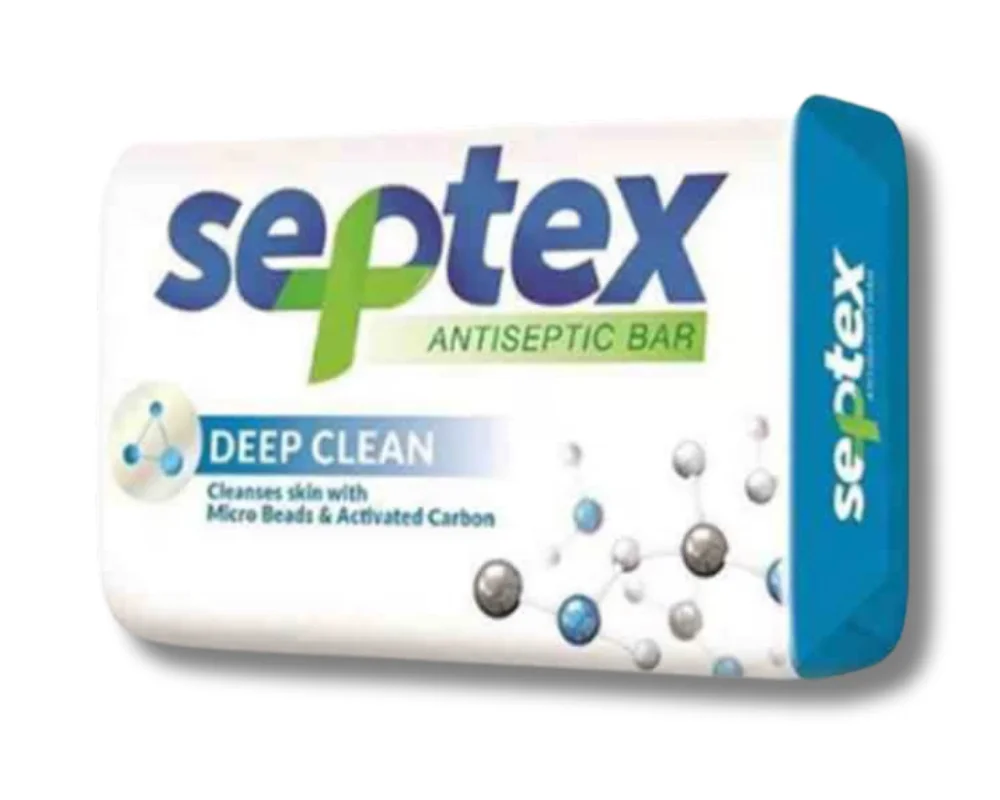 septex
ANTISEPTIC BAR
DEEP CLEAN
Cleanses skin with
Micro Beads & Activated Carbon
septex